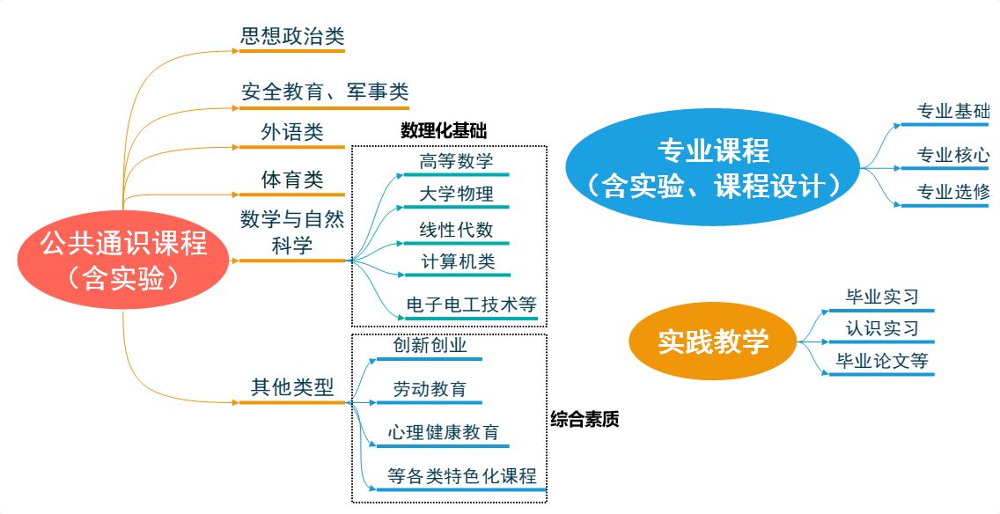 思想政治类
安全教育、军事类
外语类
体育类
数学与自然
科学
公共通识课程
（含实验）
其他类型
数理化基础
高等数学
大学物理
线性代数
计算机类
电子电工技术等
创新创业
劳动教育
心理健康教育
等各类特色化课程
综合素质
专业课程
（含实验、课程设计）
专业基础
专业核心
专业选修
实践教学
毕业实习
认识实习
毕业论文等